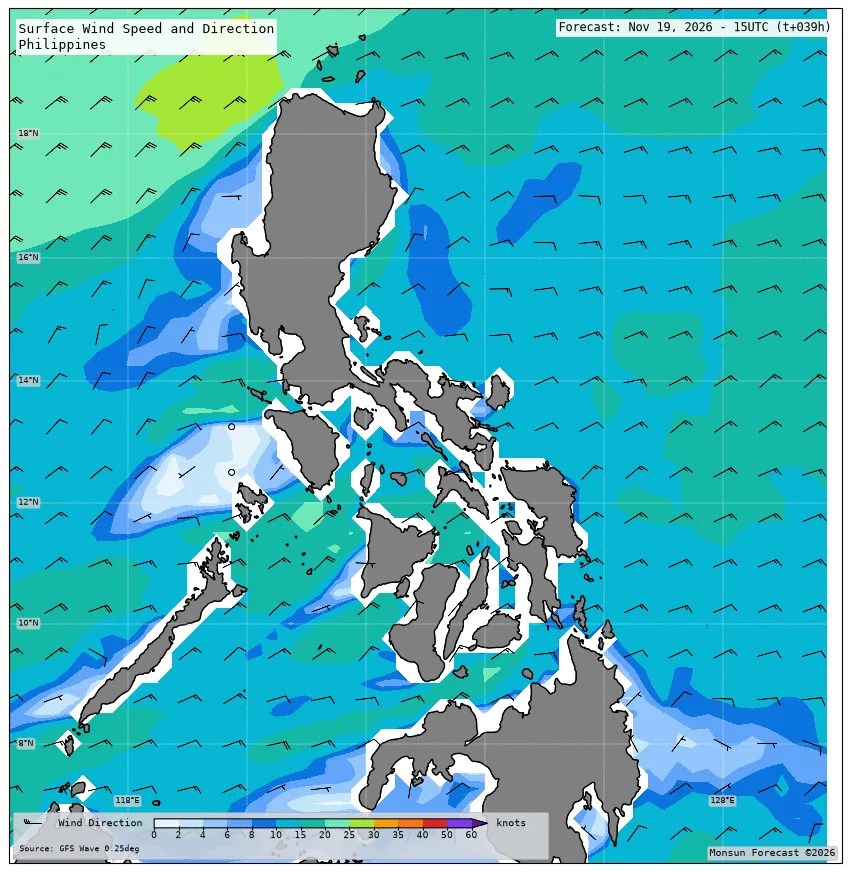 Surface Wind Speed and Direction
Philippines
Forecast: Nov 19, 2026 - 15UTC (t+039h)
18°N
16°N
14°N
12°N
10°N
8°N
118°E
128°E
Wind Direction
0 2 4 6 8 10 15 20 25 30 35 40 50 60
knots
Source: GFS Wave 0.25deg
Monsun Forecast ©2026